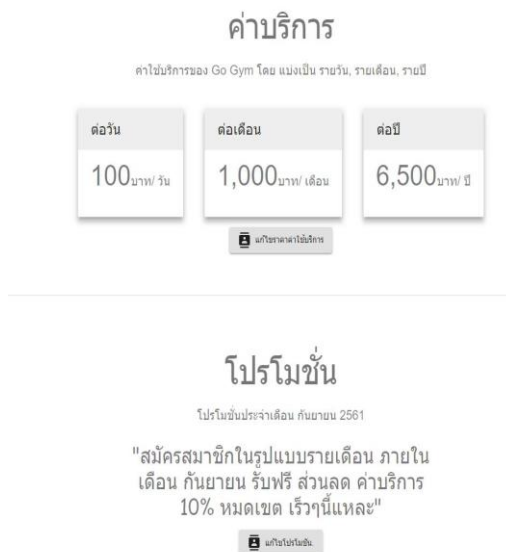 ค่าบริการ
ค่าใช้บริการของ Go Gym โดย แบ่งเป็น รายวัน, รายเดือน, รายปี
ต่อวัน
ต่อเดือน
ต่อปี
100บาท/ วัน
1,000บาท/ เดือน
6,500บาท/ ปี
แก้ไขราคาค่าใช้บริการ
โปรโมชั่น
โปรโมชั่นประจำเดือน กันยายน 2561
"สมัครสมาชิกในรูปแบบรายเดือน ภายใน
เดือน กันยายน รับฟรี ส่วนลด ค่าบริการ
10% หมดเขต เร็วๆนี้แหละ"
แก้ไขโปรโมชั่น.